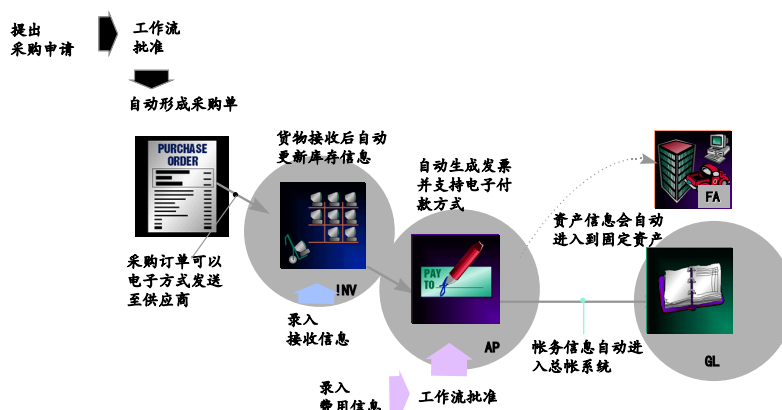 提出
采购申请
工作流
批准
自动形成采购单
PURCHASE
ORDER
货物接收后自动
更新库存信息
自动生成发票
并支持电子付
款方式
FA
资产信息会自动
进入到固定资产
采购订单可以
电子方式发送
至供应商
!NV
录入
接收信息
PAY
TO
AP
帐务信息自动进
入总帐系统
GL
录入
费用信息
工作流批准